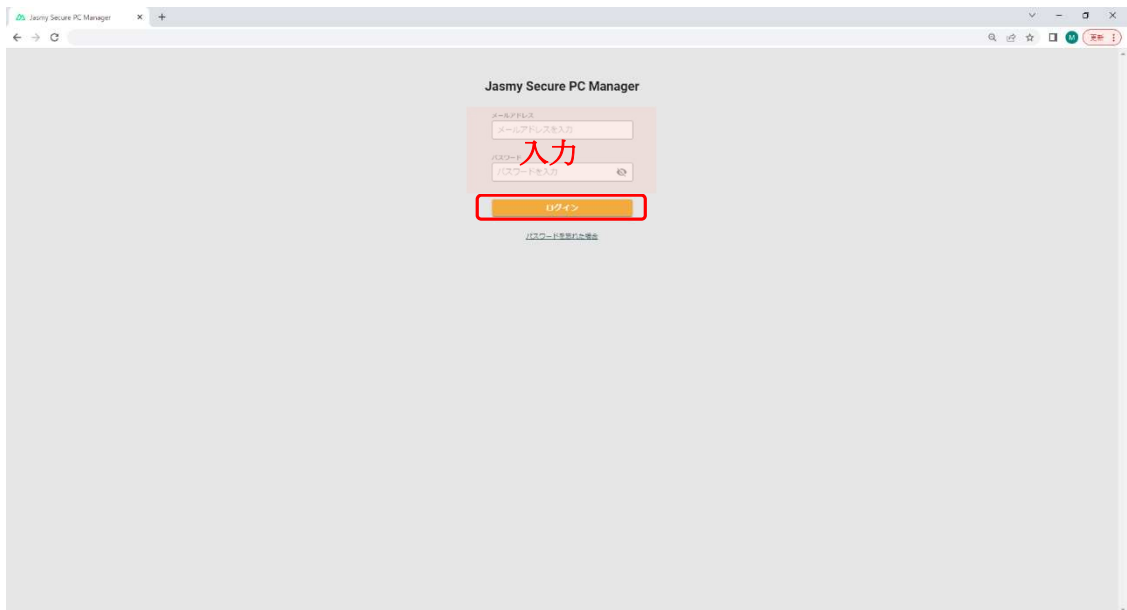 Jasmy Secure PC Manager
M
更新
Jasmy Secure PC Manager
メールアドレス
メールアドレスを入力
入力
パスワード
パスワードを入力
ログイン
パスワードを忘れた場合